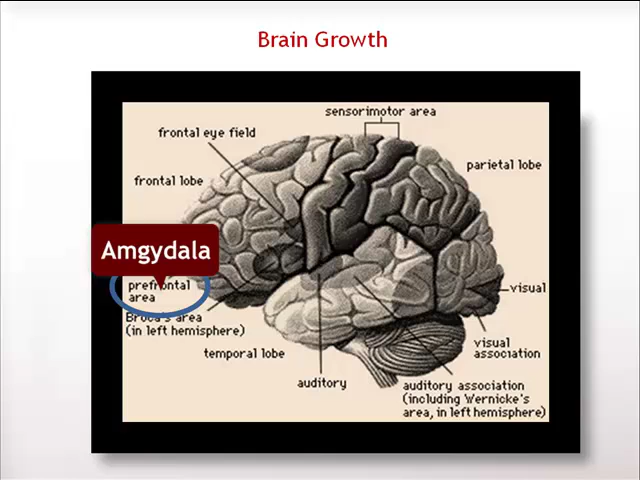 Brain Growth
sensorimotor area
frontal eye field
parietal lobe
frontal lobe
Amgydala
prefrontal
area
visual
Broca's area
(in left hemisphere)
visual
association
temporal lobe
auditory
auditory association
(including Wernicke's
area, in left hemisphere)